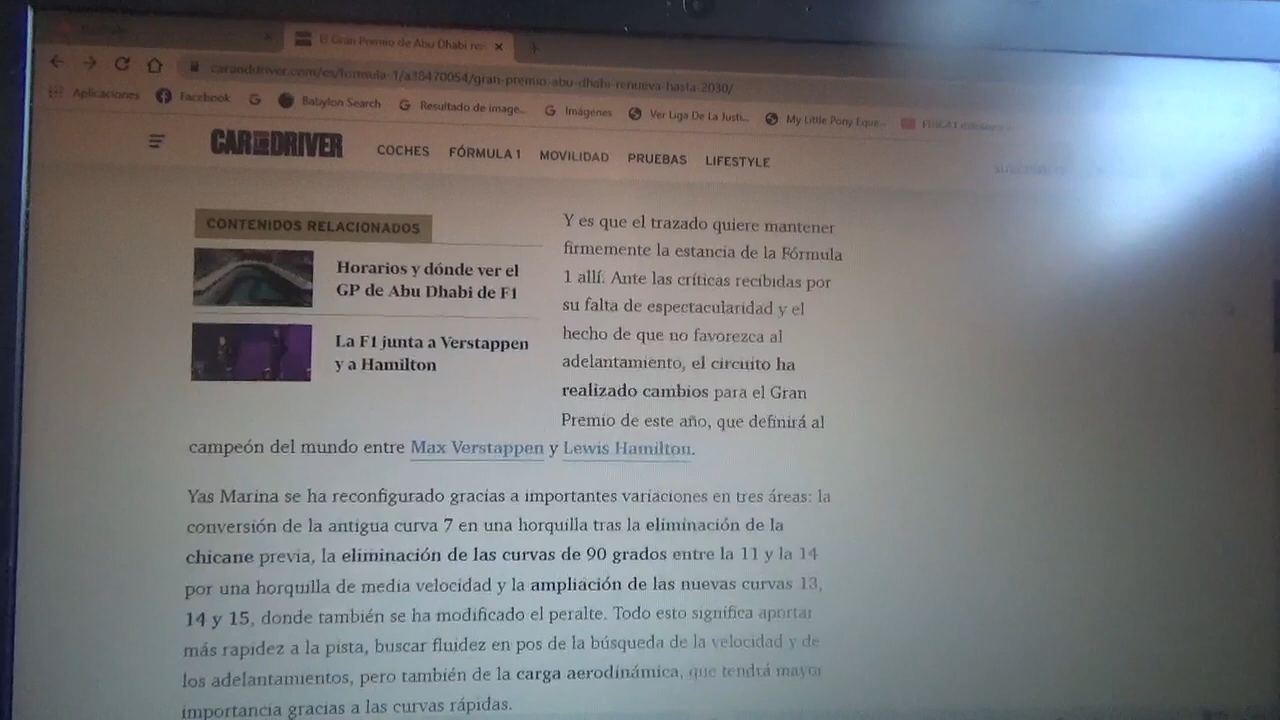 El Gran Premio de Abu Dhabi ren
caranddriver.com/es/formula-1/a38470054/gran-premio-abu-dhabi-renueva-hasta-2030/
Aplicaciones Facebook Babylon Search Resultado de image... Imágenes Ver Liga De La Justi... My Little Pony Eque...
CAR AND DRIVER COCHES FÓRMULA 1 MOVILIDAD PRUEBAS LIFESTYLE
CONTENIDOS RELACIONADOS
Horarios y dónde ver el
GP de Abu Dhabi de F1
La F1 junta a Verstappen
y a Hamilton
Y es que el trazado quiere mantener
firmemente la estancia de la Fórmula
1 allí. Ante las críticas recibidas por
su falta de espectacularidad y el
hecho de que no favorezca al
adelantamiento, el circuito ha
realizado cambios para el Gran
Premio de este año, que definirá al
campeón del mundo entre Max Verstappen y Lewis Hamilton.
Yas Marina se ha reconfigurado gracias a importantes variaciones en tres áreas: la
conversión de la antigua curva 7 en una horquilla tras la eliminación de la
chicane previa, la eliminación de las curvas de 90 grados entre la 11 y la 14
por una horquilla de media velocidad y la ampliación de las nuevas curvas 13,
14 y 15, donde también se ha modificado el peralte. Todo esto significa aportar
más rapidez a la pista, buscar fluidez en pos de la búsqueda de la velocidad y de
los adelantamientos, pero también de la carga aerodinámica, que tendrá mayor
importancia gracias a las curvas rápidas.